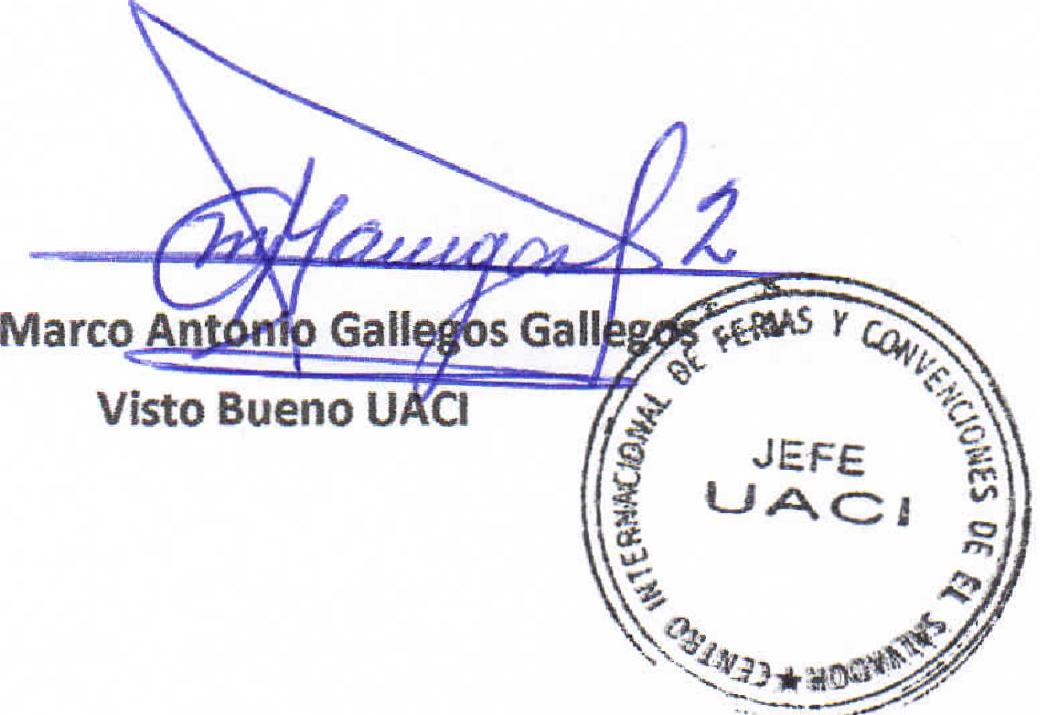 Marco Antonio Gallegos Gallegos
Visto Bueno UACI
CENTRO INTERNACIONAL DE FERIAS Y CONVENCIONES DE EL SALVADOR ★
JEFE
UACI